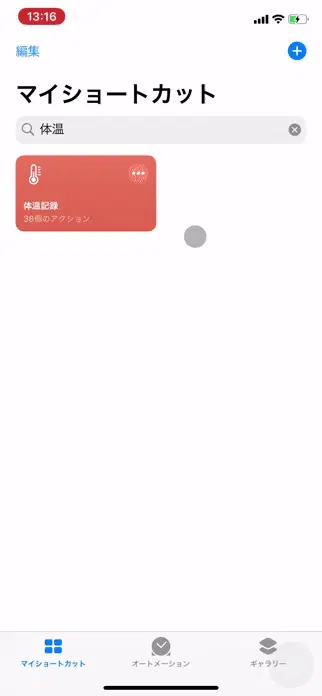 13:16
編集
マイショートカット
体温
体温記録
38個のアクション
マイショートカット
オートメーション
ギャラリー